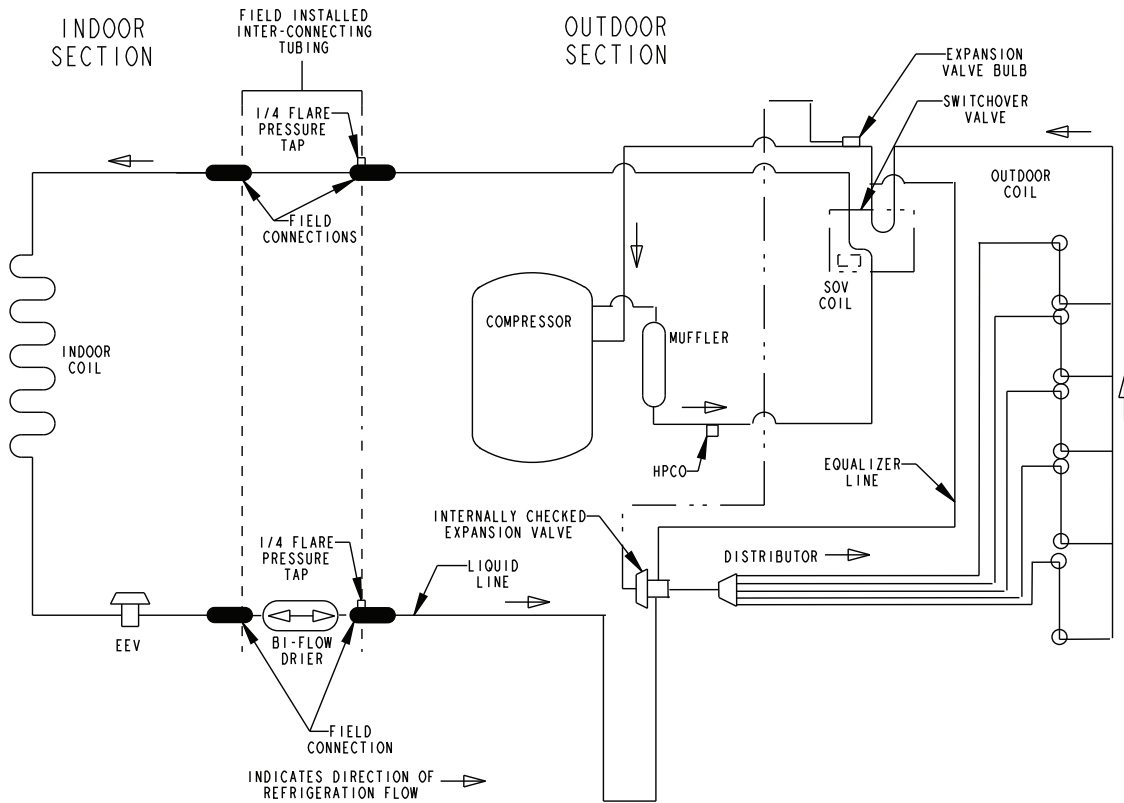 INDOOR
SECTION
FIELD INSTALLED
INTER-CONNECTING
TUBING
OUTDOOR
SECTION
EXPANSION
VALVE BULB
SWITCHOVER
VALVE
1/4 FLARE
PRESSURE
TAP
OUTDOOR
COIL
FIELD
CONNECTIONS
SOV
COIL
COMPRESSOR
MUFFLER
INDOOR
COIL
HPCO
EQUALIZER
LINE
INTERNALLY CHECKED
EXPANSION VALVE
1/4 FLARE
PRESSURE
TAP
LIQUID
LINE
DISTRIBUTOR
EEV
BI-FLOW
DRIER
FIELD
CONNECTION
INDICATES DIRECTION OF
REFRIGERATION FLOW